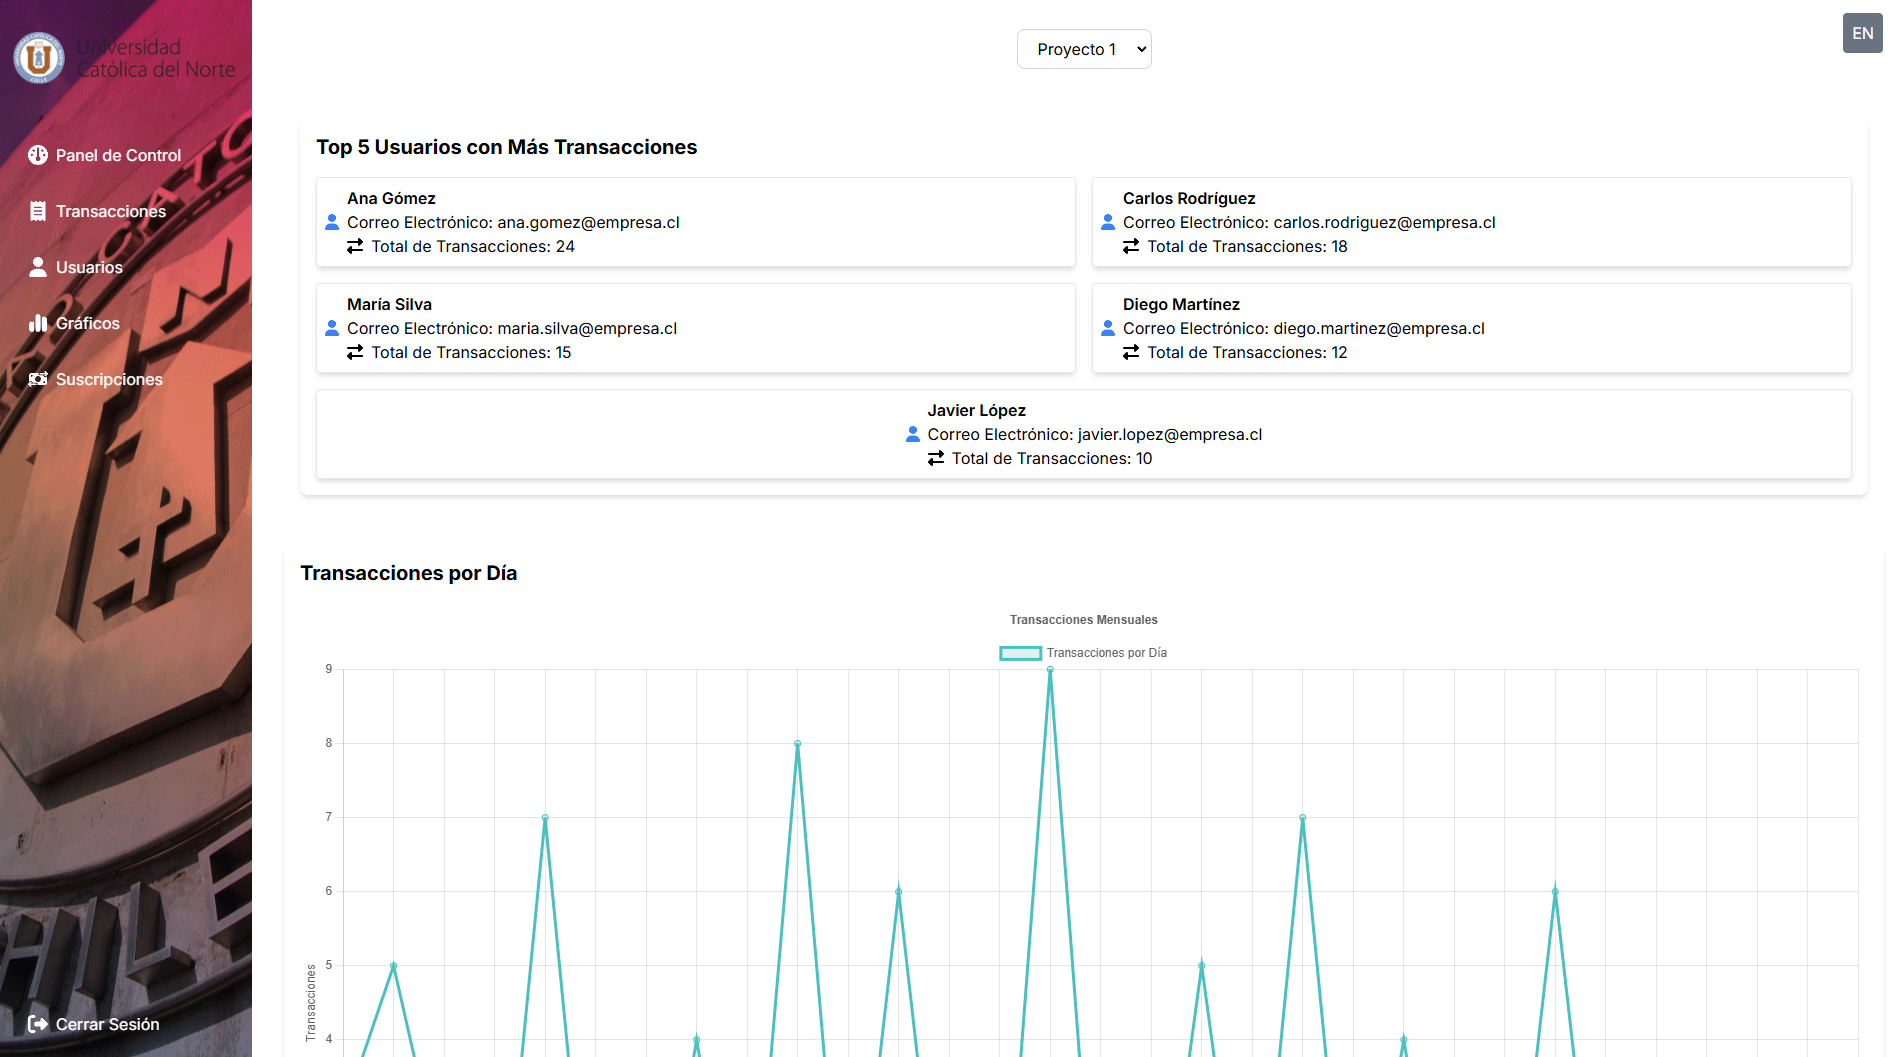 Universidad
Católica del Norte
Panel de Control
Transacciones
Usuarios
Gráficos
Suscripciones
Cerrar Sesión
Proyecto 1
EN
Top 5 Usuarios con Más Transacciones
Ana Gómez
Correo Electrónico: ana.gomez@empresa.cl
Total de Transacciones: 24
Carlos Rodríguez
Correo Electrónico: carlos.rodriguez@empresa.cl
Total de Transacciones: 18
María Silva
Correo Electrónico: maria.silva@empresa.cl
Total de Transacciones: 15
Diego Martínez
Correo Electrónico: diego.martinez@empresa.cl
Total de Transacciones: 12
Javier López
Correo Electrónico: javier.lopez@empresa.cl
Total de Transacciones: 10
Transacciones por Día
Transacciones Mensuales
Transacciones por Día
9
8
7
6
5
4
Transacciones